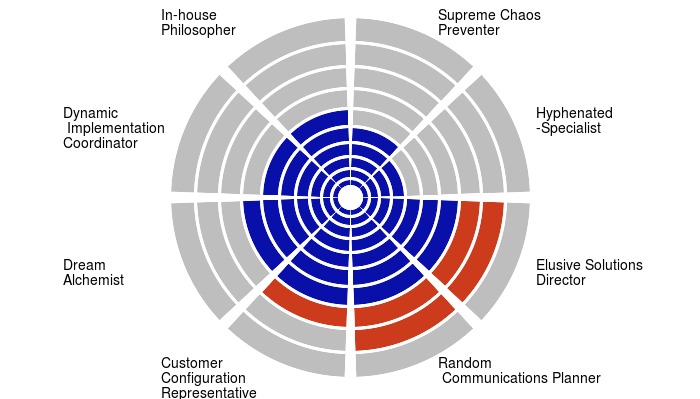 In-house
Philosopher
Supreme Chaos
Preventer
Dynamic
Implementation
Coordinator
Hyphenated
-Specialist
Dream
Alchemist
Elusive Solutions
Director
Customer
Configuration
Representative
Random
Communications Planner